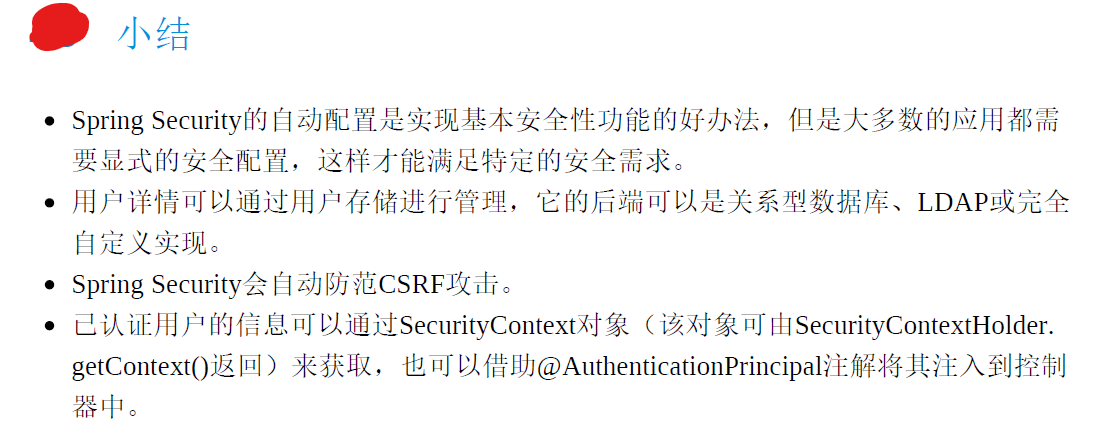 小结
• Spring Security的自动配置是实现基本安全性功能的好办法，但是大多数的应用都需
要显式的安全配置，这样才能满足特定的安全需求。
• 用户详情可以通过用户存储进行管理，它的后端可以是关系型数据库、LDAP或完全
自定义实现。
• Spring Security会自动防范CSRF攻击。
• 已认证用户的信息可以通过SecurityContext对象（该对象可由SecurityContextHolder.
getContext()返回）来获取，也可以借助@AuthenticationPrincipal注解将其注入到控制
器中。